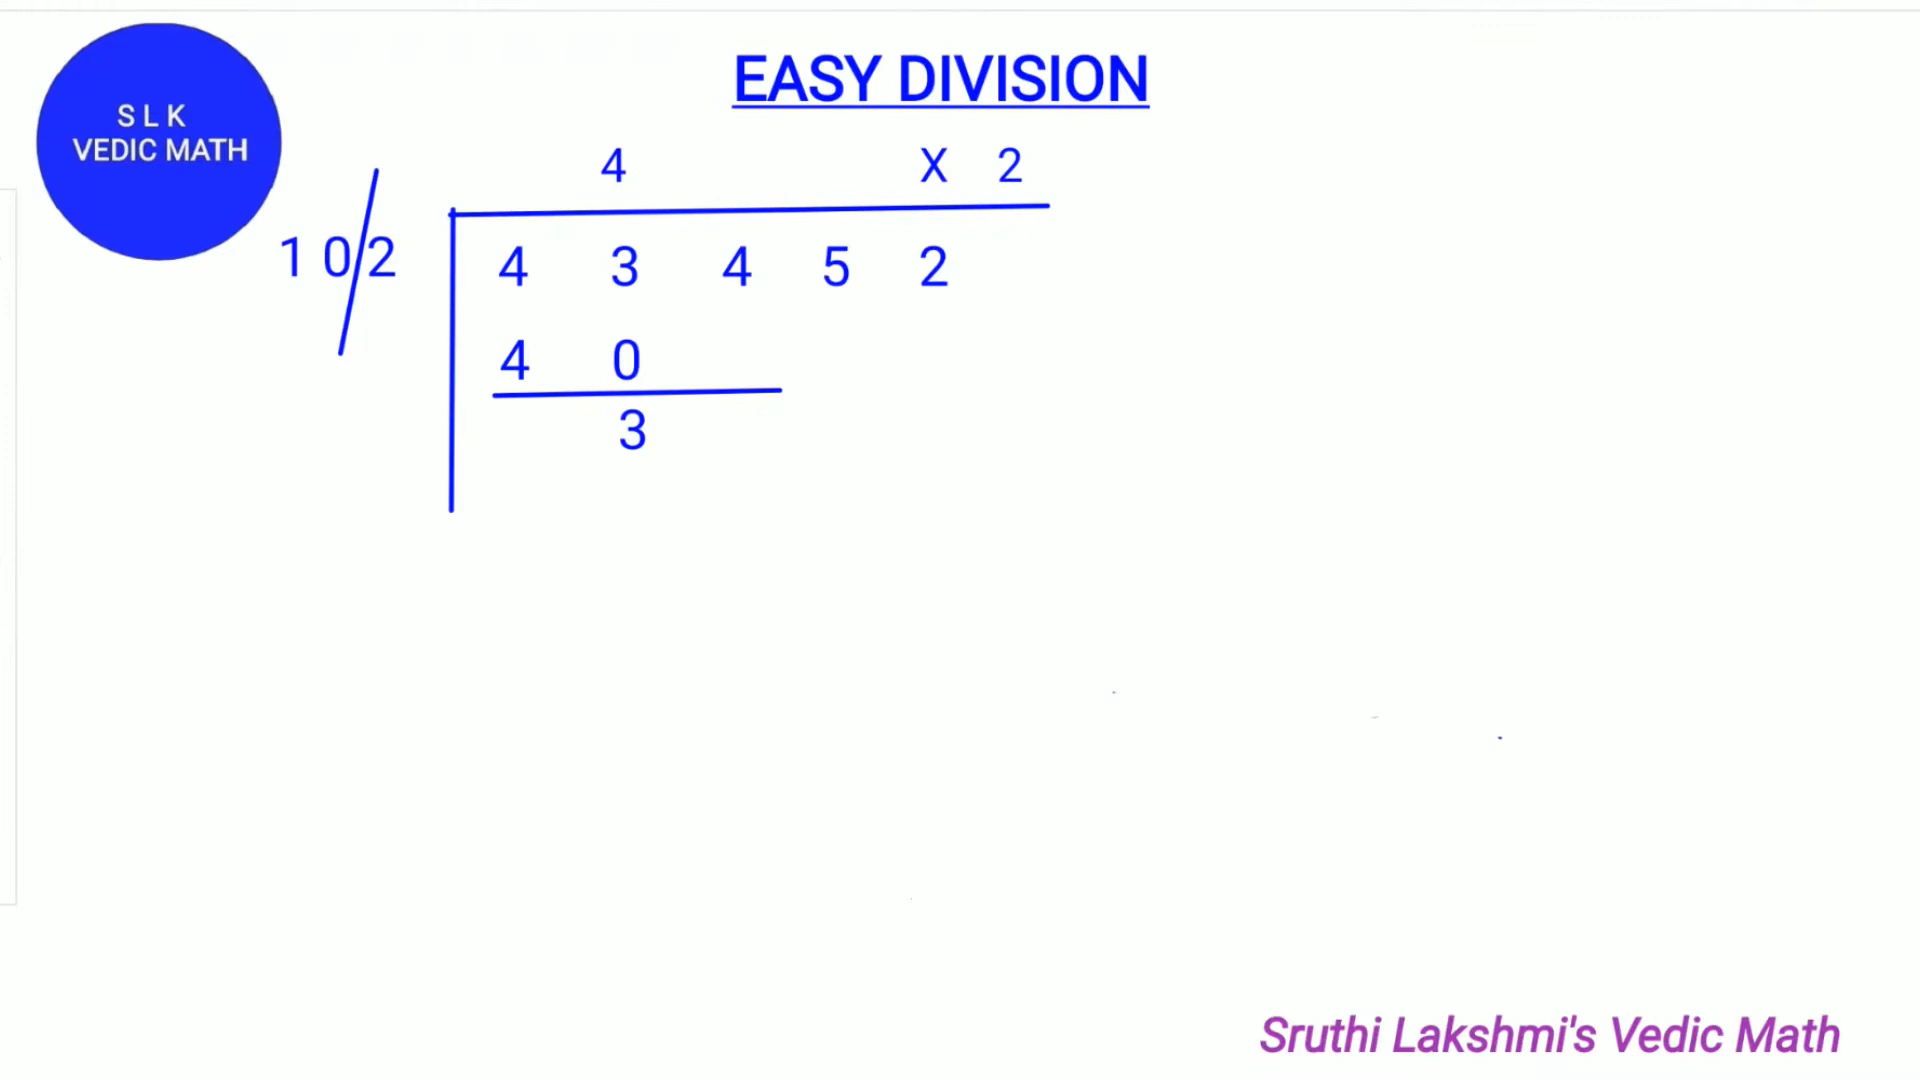 EASY DIVISION
S L K
VEDIC MATH
4 X 2
1 0/2 4 3 4 5 2
4 0
3
Sruthi Lakshmi's Vedic Math